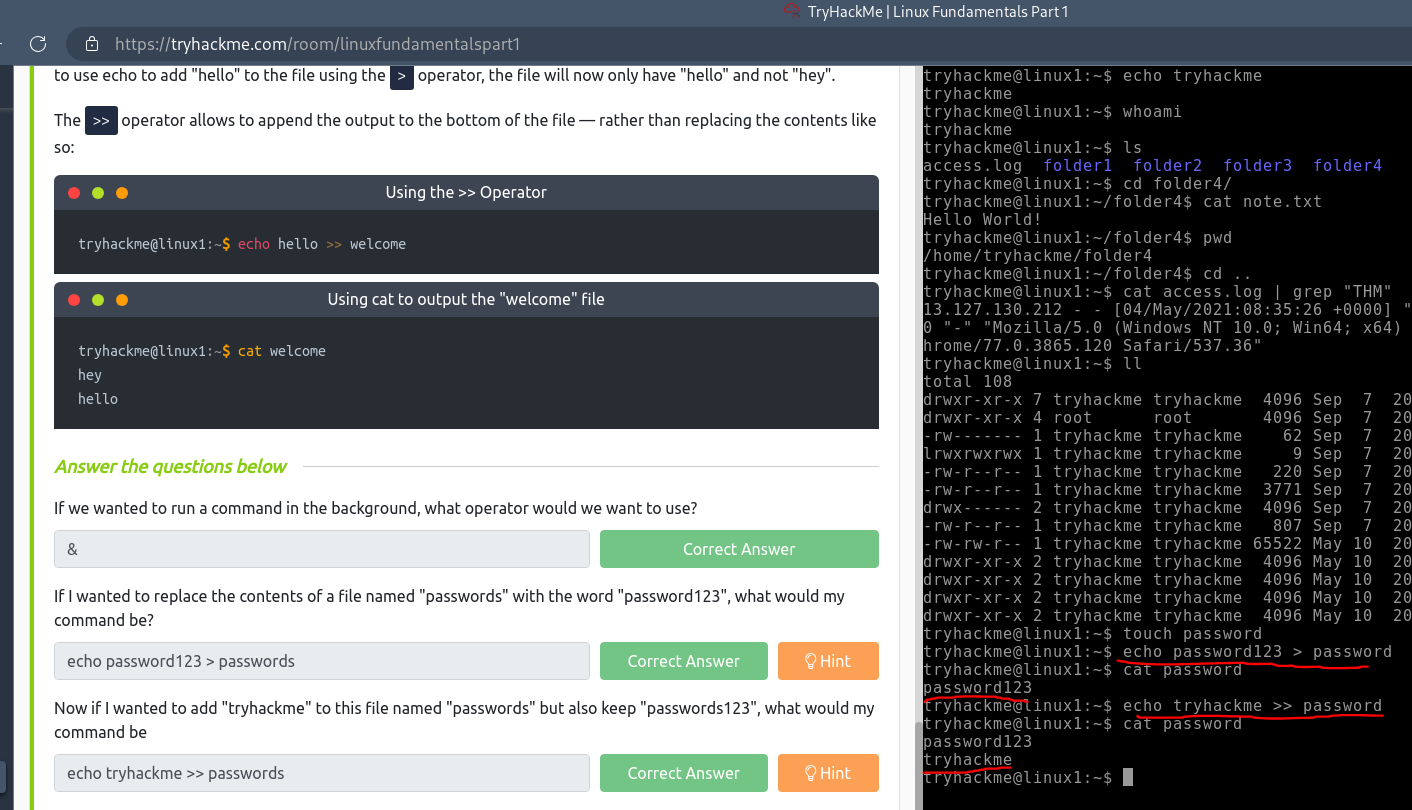 TryHackMe | Linux Fundamentals Part 1
https://tryhackme.com/room/linuxfundamentalspart1
to use echo to add "hello" to the file using the > operator, the file will now only have "hello" and not "hey".
The >> operator allows to append the output to the bottom of the file — rather than replacing the contents like
so:
Using the >> Operator
tryhackme@linux1:~$ echo hello >> welcome
Using cat to output the "welcome" file
tryhackme@linux1:~$ cat welcome
hey
hello
Answer the questions below
If we wanted to run a command in the background, what operator would we want to use?
&
Correct Answer
If I wanted to replace the contents of a file named "passwords" with the word "password123", what would my
command be?
echo password123 > passwords
Correct Answer
Hint
Now if I wanted to add "tryhackme" to this file named "passwords" but also keep "passwords123", what would my
command be
echo tryhackme >> passwords
Correct Answer
Hint
tryhackme@linux1:~$ echo tryhackme
tryhackme
tryhackme@linux1:~$ whoami
tryhackme
tryhackme@linux1:~$ ls
access.log folder1 folder2 folder3 folder4
tryhackme@linux1:~$ cd folder4/
tryhackme@linux1:~/folder4$ cat note.txt
Hello World!
tryhackme@linux1:~/folder4$ pwd
/home/tryhackme/folder4
tryhackme@linux1:~/folder4$ cd ..
tryhackme@linux1:~$ cat access.log | grep "THM"
13.127.130.212 - - [04/May/2021:08:35:26 +0000] "
0 "-" "Mozilla/5.0 (Windows NT 10.0; Win64; x64)
hrome/77.0.3865.120 Safari/537.36"
tryhackme@linux1:~$ ll
total 108
drwxr-xr-x 7 tryhackme tryhackme 4096 Sep 7 20
drwxr-xr-x 4 root root 4096 Sep 7 20
-rw------- 1 tryhackme tryhackme 62 Sep 7 20
lrwxrwxrwx 1 tryhackme tryhackme 9 Sep 7 20
-rw-r--r-- 1 tryhackme tryhackme 220 Sep 7 20
-rw-r--r-- 1 tryhackme tryhackme 3771 Sep 7 20
drwx------ 2 tryhackme tryhackme 4096 Sep 7 20
-rw-r--r-- 1 tryhackme tryhackme 807 Sep 7 20
-rw-rw-r-- 1 tryhackme tryhackme 65522 May 10 20
drwxr-xr-x 2 tryhackme tryhackme 4096 May 10 20
drwxr-xr-x 2 tryhackme tryhackme 4096 May 10 20
drwxr-xr-x 2 tryhackme tryhackme 4096 May 10 20
drwxr-xr-x 2 tryhackme tryhackme 4096 May 10 20
tryhackme@linux1:~$ touch password
tryhackme@linux1:~$ echo password123 > password
tryhackme@linux1:~$ cat password
password123
tryhackme@linux1:~$ echo tryhackme >> password
tryhackme@linux1:~$ cat password
password123
tryhackme
tryhackme@linux1:~$